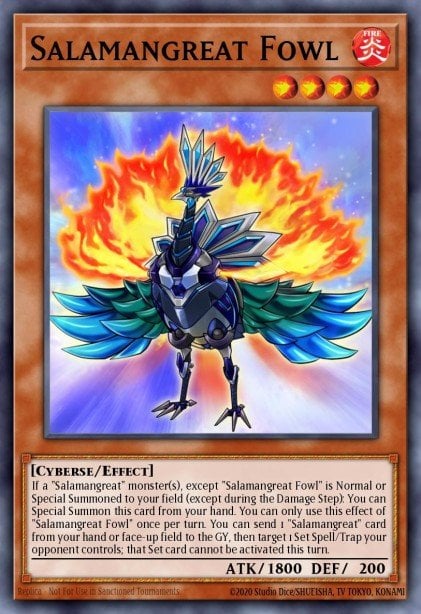 SALAMANGREAT FOWL
FIRE
炎
[CYBERSE/EFFECT]
If a "Salamangreat" monster(s), except "Salamangreat Fowl" is Normal or
Special Summoned to your field (except during the Damage Step): You can
Special Summon this card from your hand. You can only use this effect of
"Salamangreat Fowl" once per turn. You can send 1 "Salamangreat" card
from your hand or face-up field to the GY, then target 1 Set Spell/Trap your
opponent controls; that Set card cannot be activated this turn.
ATK/1800 DEF/ 200
Replica - Not For Use in Sanctioned Tournaments
©2020 Studio Dice/SHUEISHA, TV TOKYO, KONAMI